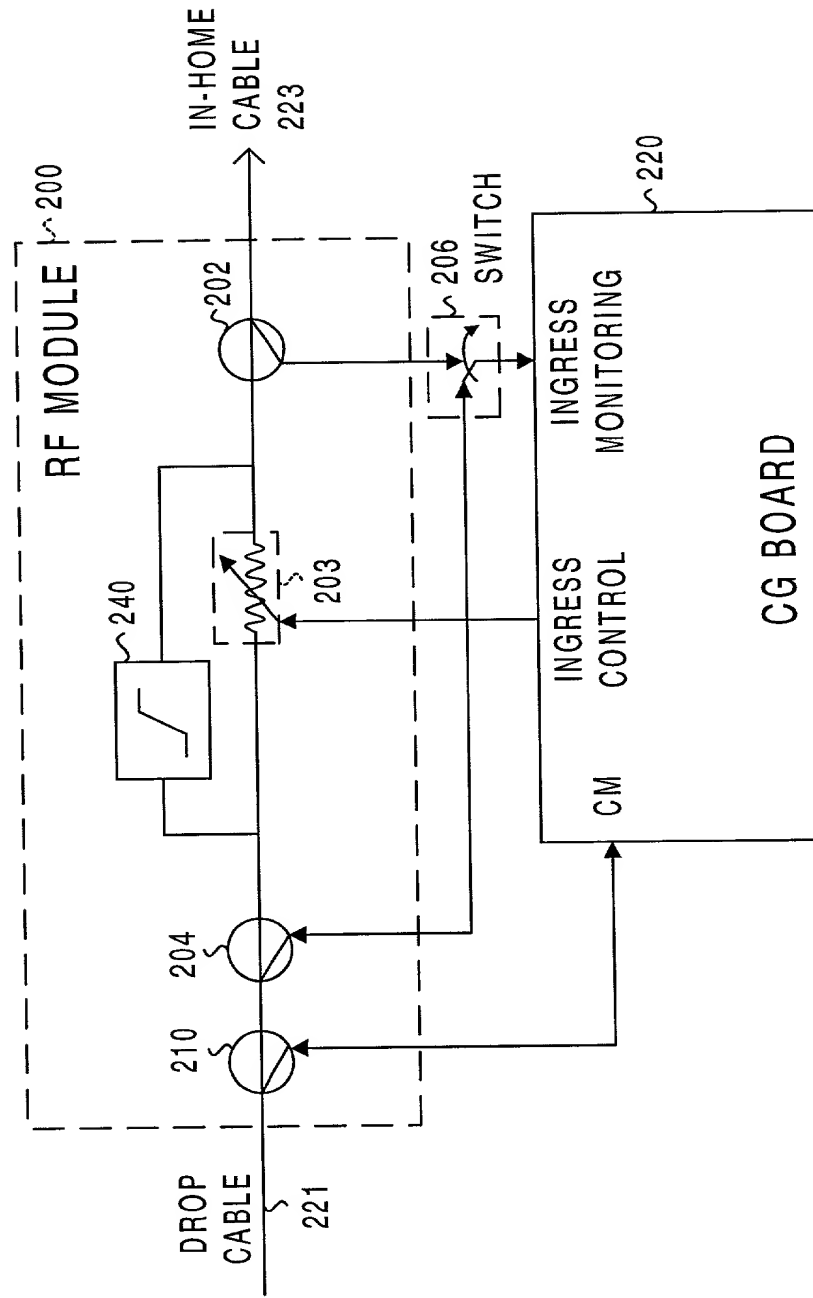 RF MODULE
200
DROP
CABLE
221
210
204
240
203
202
IN-HOME
CABLE
223
206
SWITCH
CM
INGRESS
CONTROL
INGRESS
MONITORING
220
CG BOARD